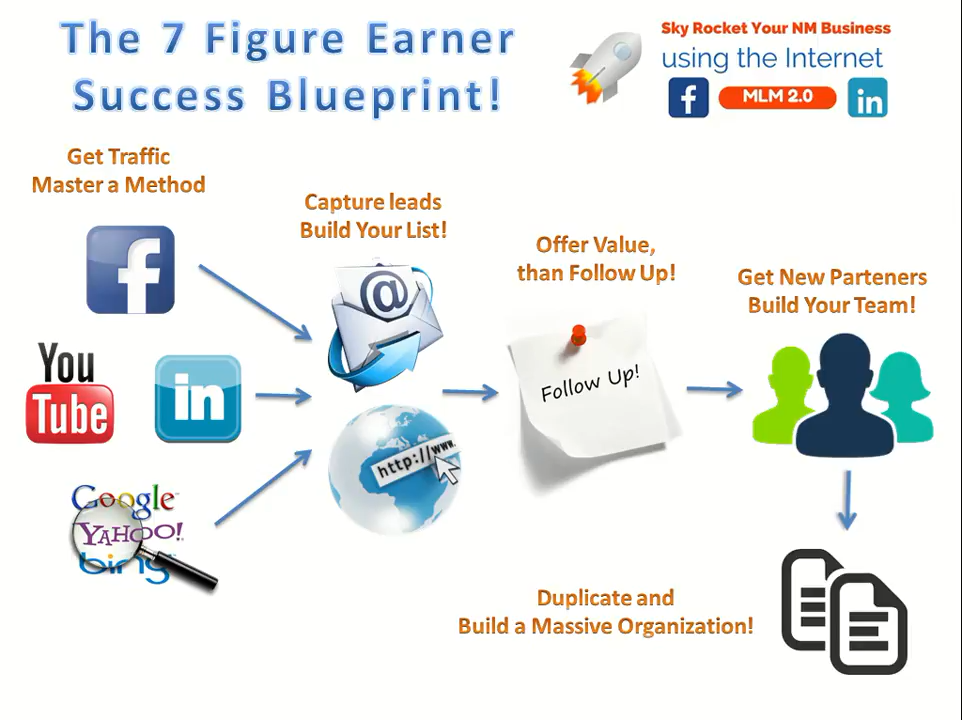 The 7 Figure Earner
Success Blueprint!
Sky Rocket Your NM Business
using the Internet
f MLM 2.0 in
Get Traffic
Master a Method
Capture leads
Build Your List!
Offer Value,
than Follow Up!
Get New Parteners
Build Your Team!
f
@
You
Tube
in
Follow Up!
http://www.
Google
YAHOO!
bing
Duplicate and
Build a Massive Organization!